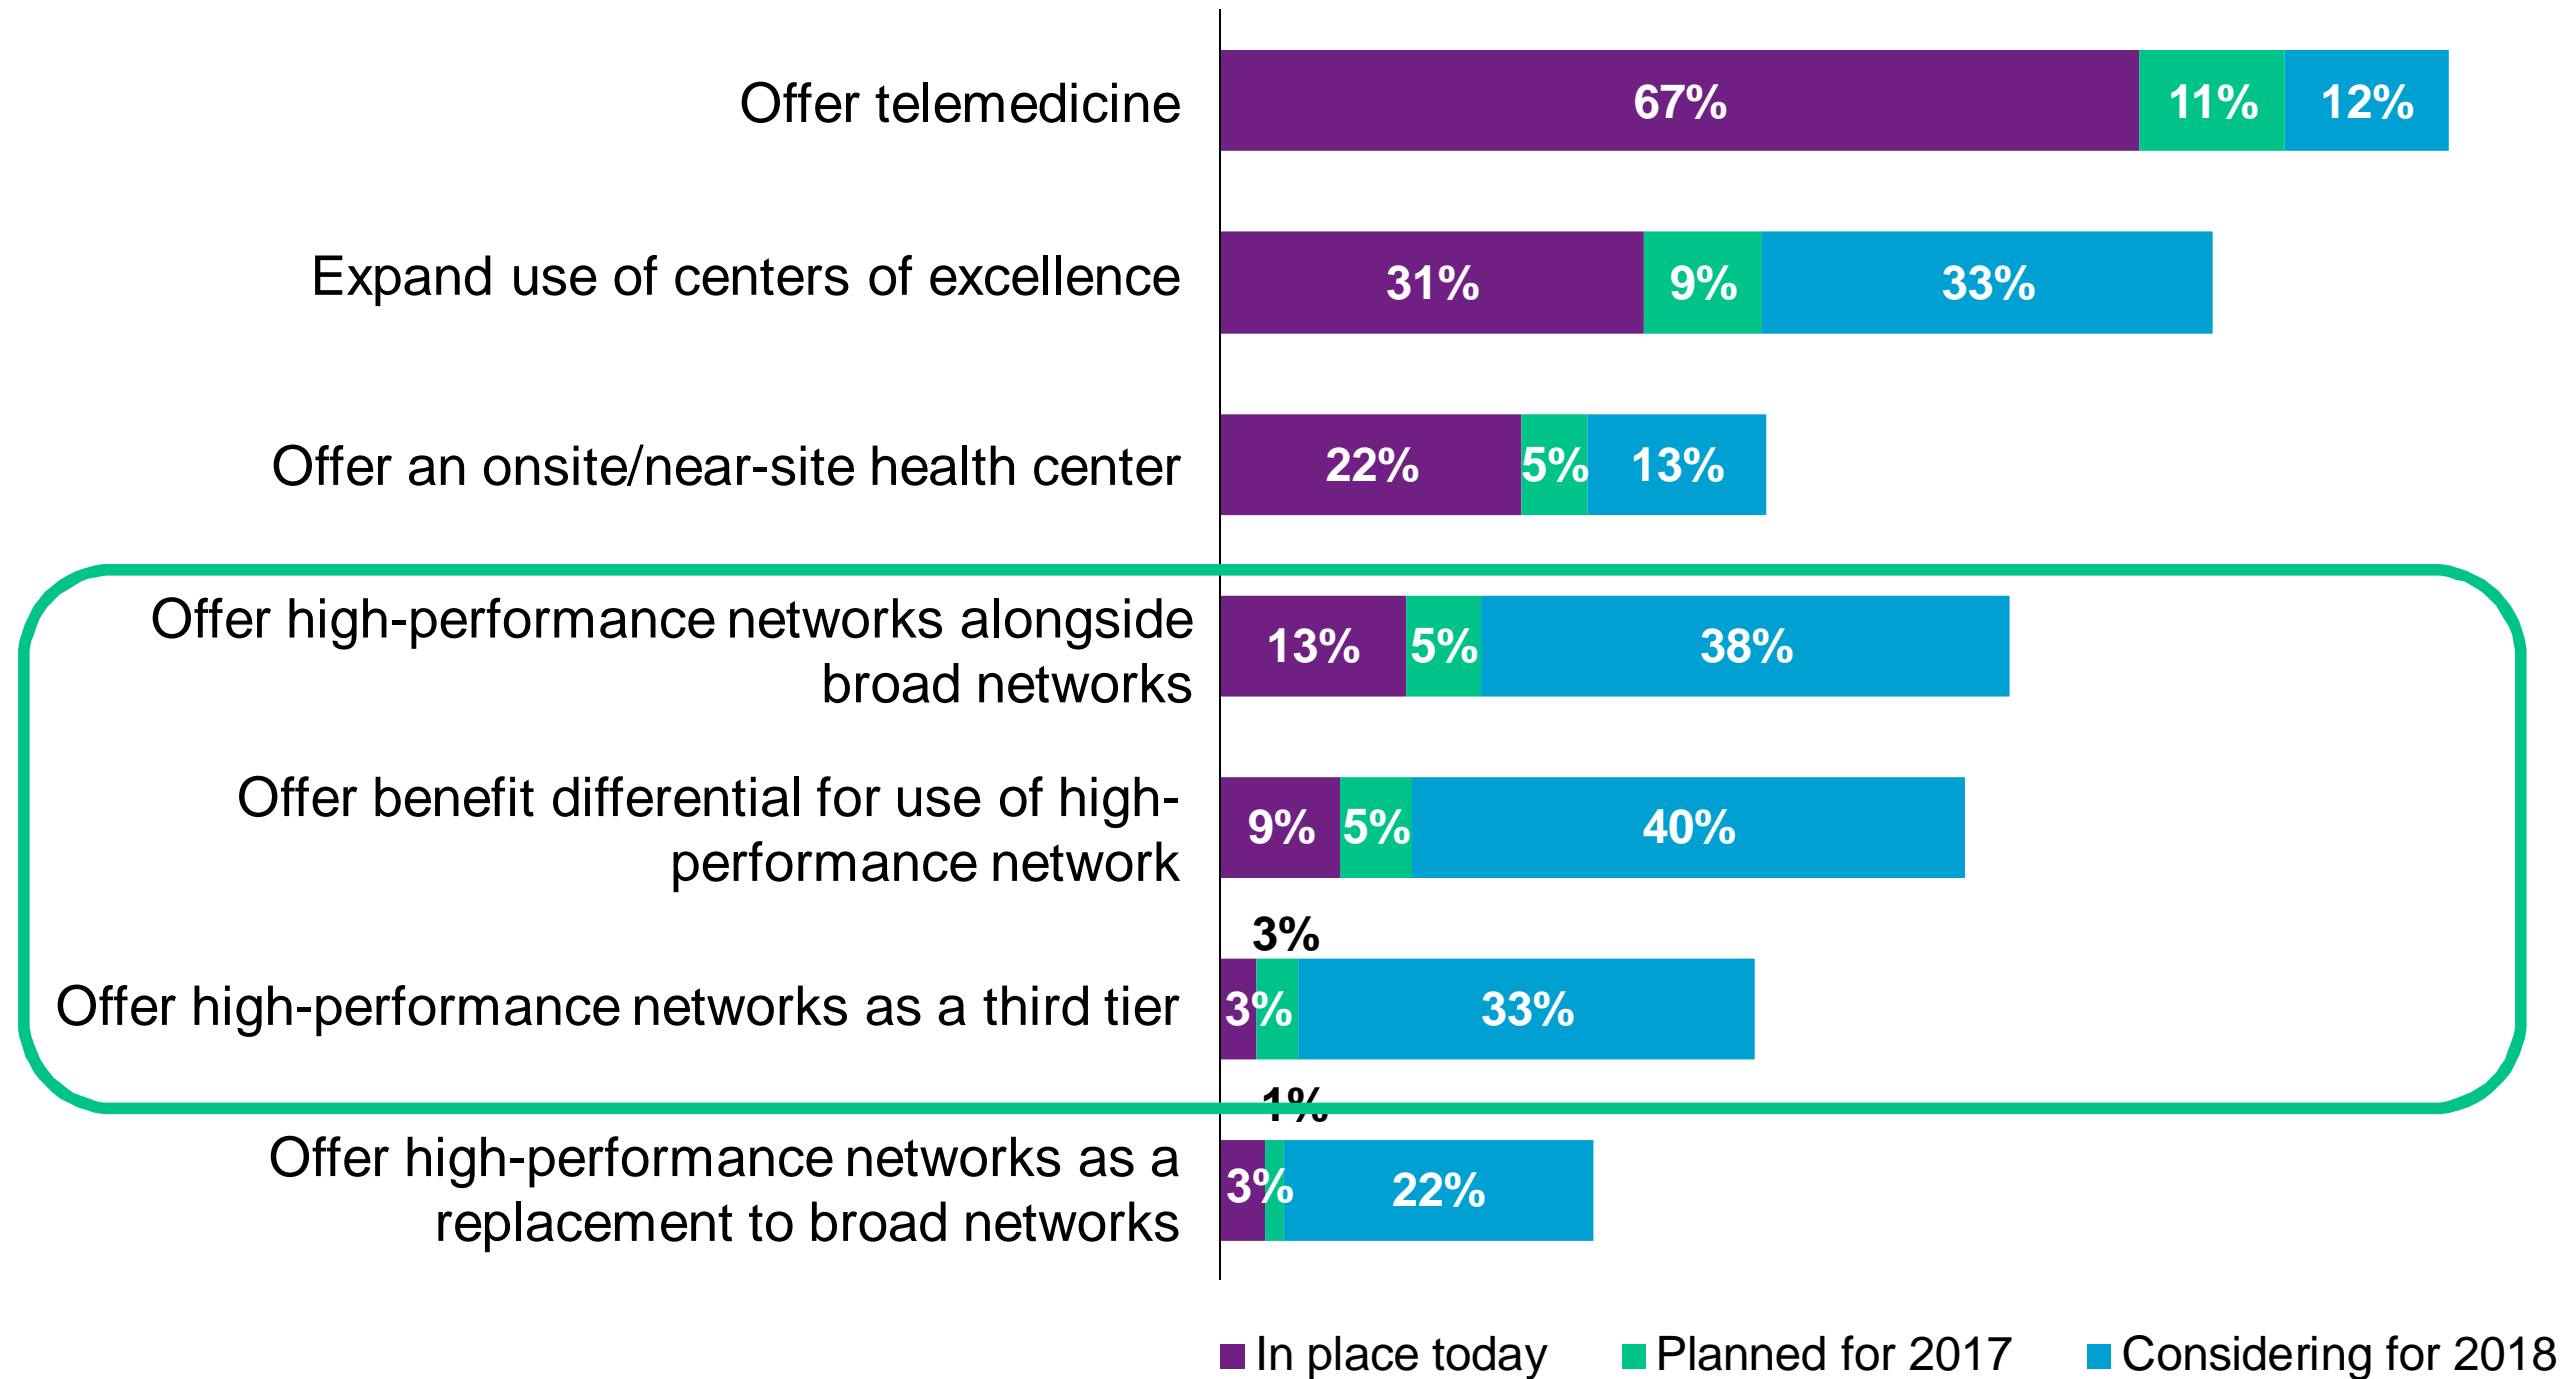 Offer telemedicine
67% 11% 12%
Expand use of centers of excellence
31% 9% 33%
Offer an onsite/near-site health center
22% 5% 13%
Offer high-performance networks alongside
broad networks
13% 5% 38%
Offer benefit differential for use of high-
performance network
9% 5% 40%
3%
Offer high-performance networks as a third tier
3% 33%
1%
Offer high-performance networks as a
replacement to broad networks
3% 22%
In place today Planned for 2017 Considering for 2018